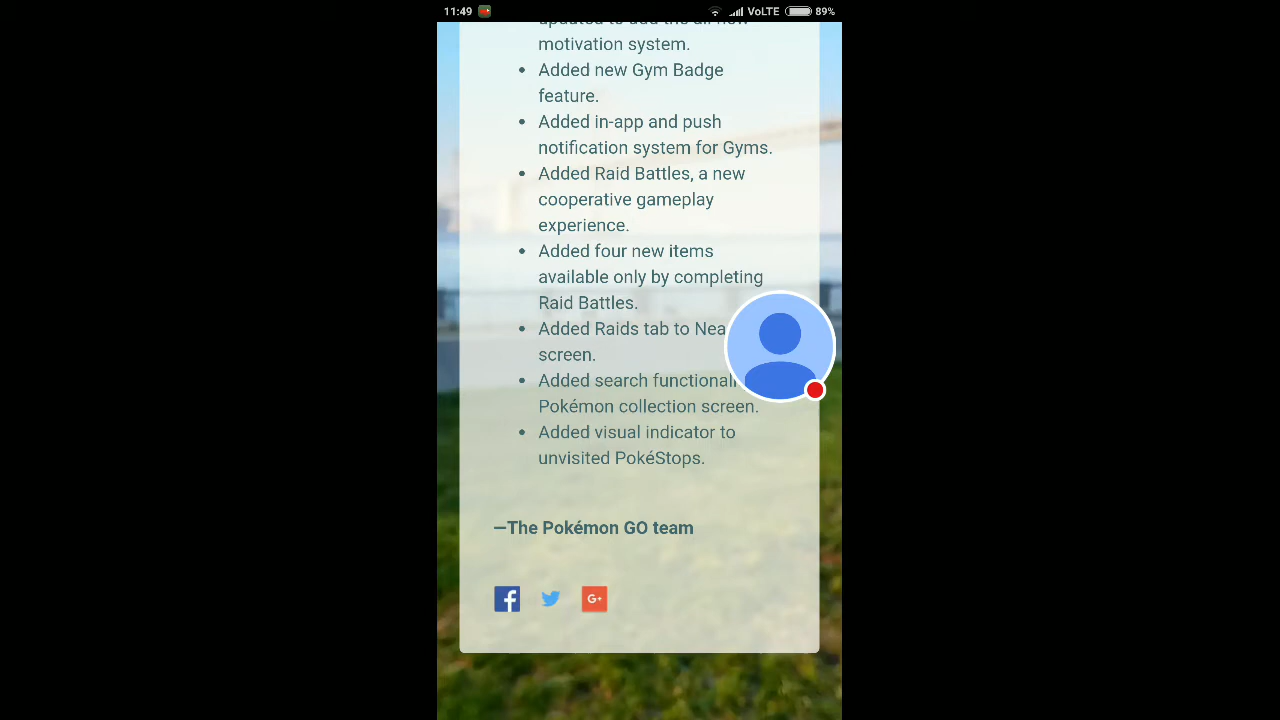 11:49 VoLTE 89%
motivation system.
• Added new Gym Badge
feature.
• Added in-app and push
notification system for Gyms.
• Added Raid Battles, a new
cooperative gameplay
experience.
• Added four new items
available only by completing
Raid Battles.
• Added Raids tab to
screen.
• Added search
Pokémon collection screen.
• Added visual indicator to
unvisited PokéStops.
—The Pokémon GO team
f G+